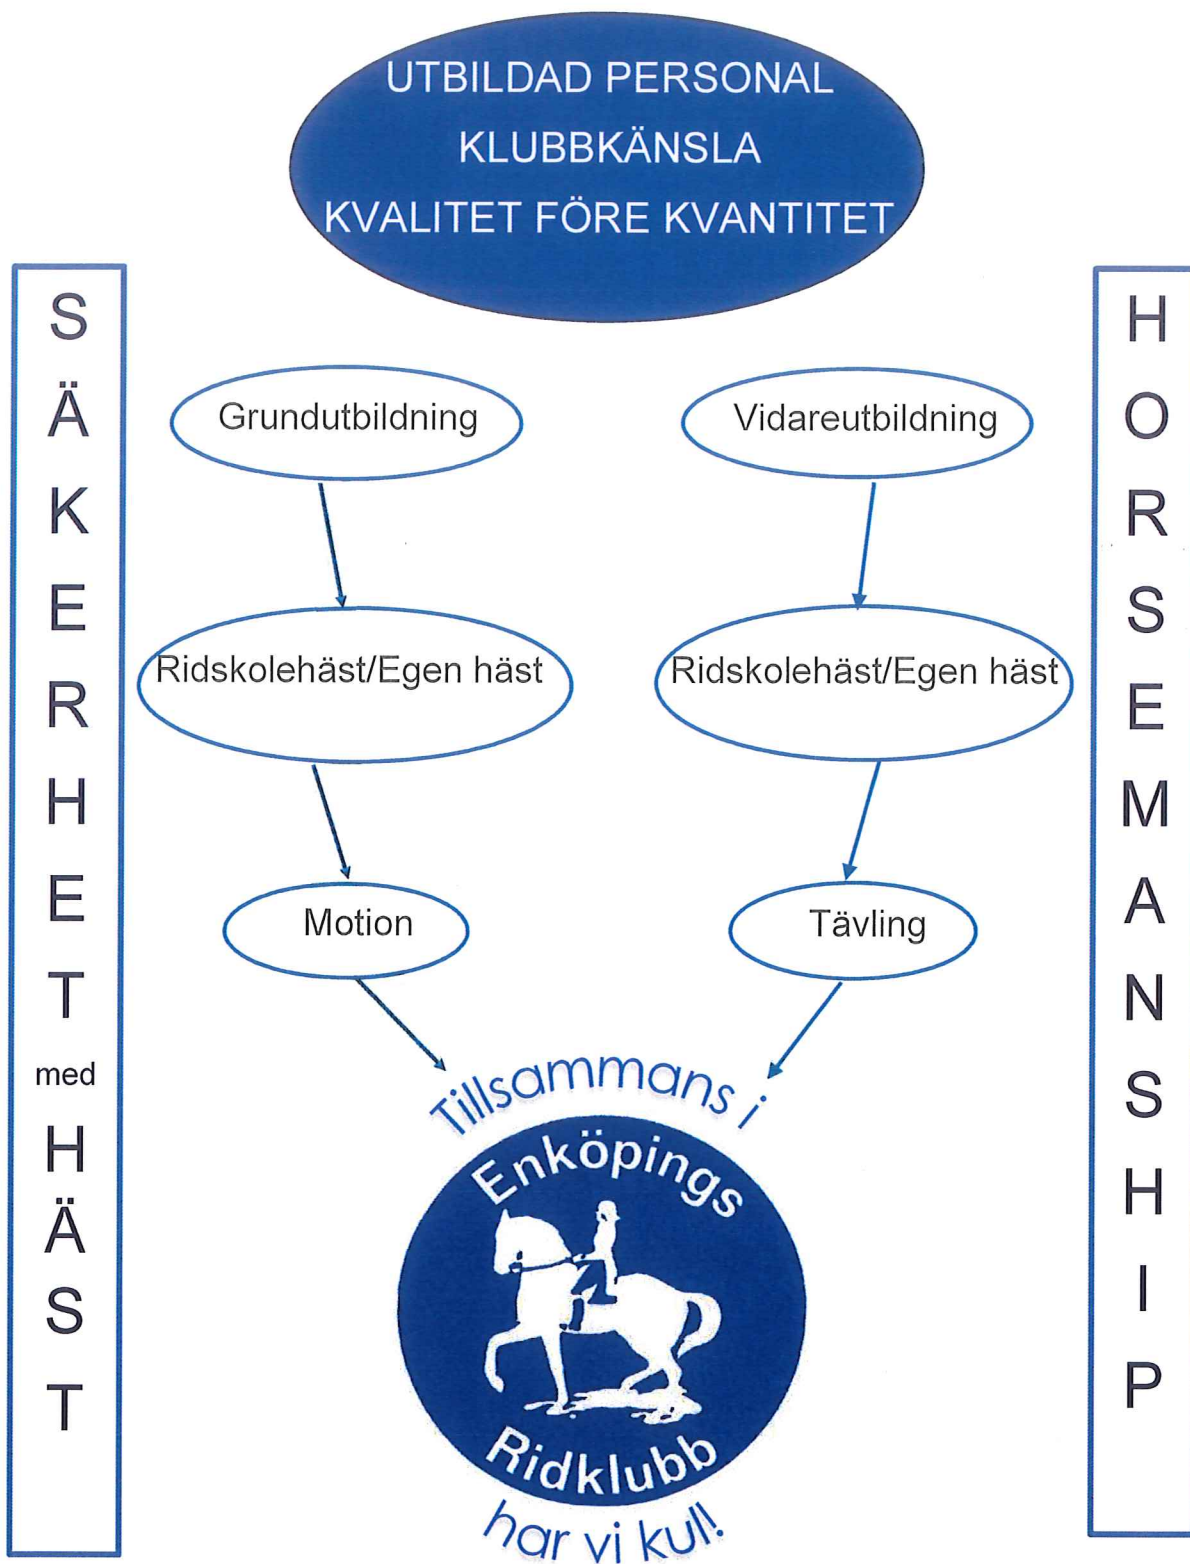 UTBILDAD PERSONAL
KLUBBKÄNSLA
KVALITET FÖRE KVANTITET
SÄKERHET
med
HÄST
Grundutbildning
Vidareutbildning
Ridskolehäst/Egen häst
Ridskolehäst/Egen häst
Motion
Tävling
Tillsammans i
Enköpings
Ridklubb
har vi kul!
HORSEMANSHIP